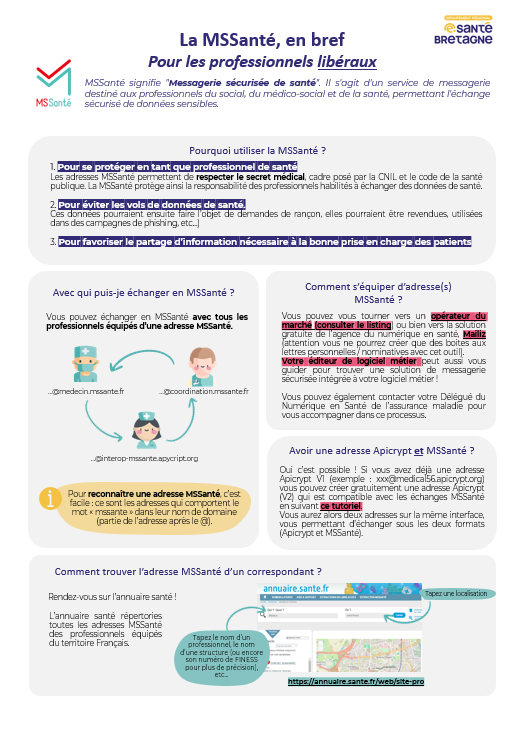 GROUPEMENT RÉGIONAL
eSANTÉ
BRETAGNE
La MSSanté, en bref
Pour les professionnels libéraux
MSSanté
MSSanté signifie "Messagerie sécurisée de santé". Il s'agit d'un service de messagerie
destiné aux professionnels du social, du médico-social et de la santé, permettant l'échange
sécurisé de données sensibles.
Pourquoi utiliser la MSSanté ?
1. Pour se protéger en tant que professionnel de santé
Les adresses MSSanté permettent de respecter le secret médical, cadre posé par la CNIL et le code de la santé
publique. La MSSanté protège ainsi la responsabilité des professionnels habilités à échanger des données de santé.
2. Pour éviter les vols de données de santé.
Ces données pourraient ensuite faire l'objet de demandes de rançon, elles pourraient être revendues, utilisées
dans des campagnes de phishing, etc...)
3. Pour favoriser le partage d'information nécessaire à la bonne prise en charge des patients
Avec qui puis-je échanger en MSSanté ?
Vous pouvez échanger en MSSanté avec tous les
professionnels équipés d'une adresse MSSanté.
...@medecin.mssante.fr
...@coordination.mssante.fr
...@interop-mssante.apycript.org
i
Pour reconnaître une adresse MSSanté, c'est
facile : ce sont les adresses qui comportent le
mot « mssante » dans leur nom de domaine
(partie de l'adresse après le @).
Comment s'équiper d'adresse(s)
MSSanté ?
Vous pouvez vous tourner vers un opérateur du
marché (consulter le listing) ou bien vers la solution
gratuite de l'agence du numérique en santé, Mailiz
(attention vous ne pourrez créer que des boites aux
lettres personnelles / nominatives avec cet outil).
Votre éditeur de logiciel métier peut aussi vous
guider pour trouver une solution de messagerie
sécurisée intégrée à votre logiciel métier !
Vous pouvez également contacter votre Délégué du
Numérique en Santé de l'assurance maladie pour
vous accompagner dans ce processus.
Avoir une adresse Apicrypt et MSSanté ?
Oui c'est possible ! Si vous avez déjà une adresse
Apicrypt V1 (exemple : xxx@medical56.apicrypt.org)
vous pouvez créer gratuitement une adresse Apicrypt
(V2) qui est compatible avec les échanges MSSanté
en suivant ce tutoriel.
Vous aurez alors deux adresses sur la même interface,
vous permettant d'échanger sous les deux formats
(Apicrypt et MSSanté).
Comment trouver l'adresse MSSanté d'un correspondant ?
Rendez-vous sur l'annuaire santé !
L'annuaire santé répertories
toutes les adresses MSSanté
des professionnels équipés
du territoire Français.
annuaire.sante.fr
Tapez une localisation
Tapez le nom d'un
professionnel, le nom
d'une structure (ou encore
son numéro de FINESS
pour plus de précision),
etc...
https://annuaire.sante.fr/web/site-pro